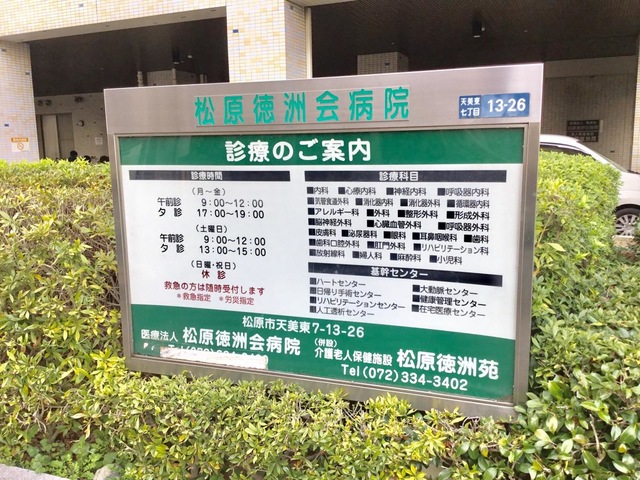 松原徳洲会病院
天美東
七丁目 13-26
診療のご案内
診療時間
(月～金)
午前診 9:00～12:00
夕 診 17:00～19:00
(土曜日)
午前診 9:00～12:00
夕 診 13:00～15:00
(日曜・祝日)
休 診
救急の方は随時受付します
*救急指定 *労災指定
診療科目
■内科 ■心療内科 ■神経内科 ■呼吸器内科
■気管食道外科 ■消化器内科 ■消化器外科 ■循環器内科
■アレルギー科 ■外科 ■整形外科 ■形成外科
■脳神経外科 ■心臓血管外科 ■呼吸器外科
■皮膚科 ■泌尿器科 ■眼科 ■耳鼻咽喉科 ■歯科
■歯科口腔外科 ■肛門外科 ■リハビリテーション科
■放射線科 ■婦人科 ■麻酔科 ■小児科
基幹センター
■ハートセンター ■大動脈センター
■日帰り手術センター ■健康管理センター
■リハビリテーションセンター ■在宅医療センター
■人工透析センター
松原市天美東7-13-26
医療法人 松原徳洲会病院
(併設)
介護老人保健施設 松原徳洲苑
Tel (072) 334-3402